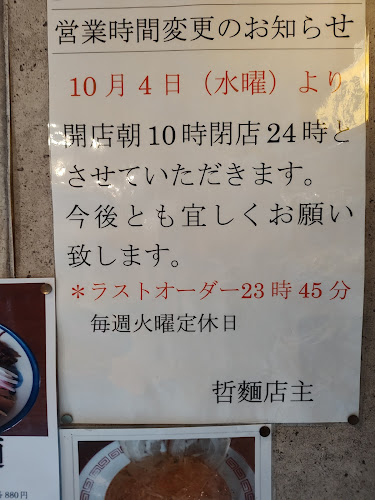 営業時間変更のお知らせ
10月4日（水曜）より
開店朝10時閉店24時と
させていただきます。
今後とも宜しくお願い
致します。
＊ラストオーダー23時45分
毎週火曜定休日
哲麵店主
880円